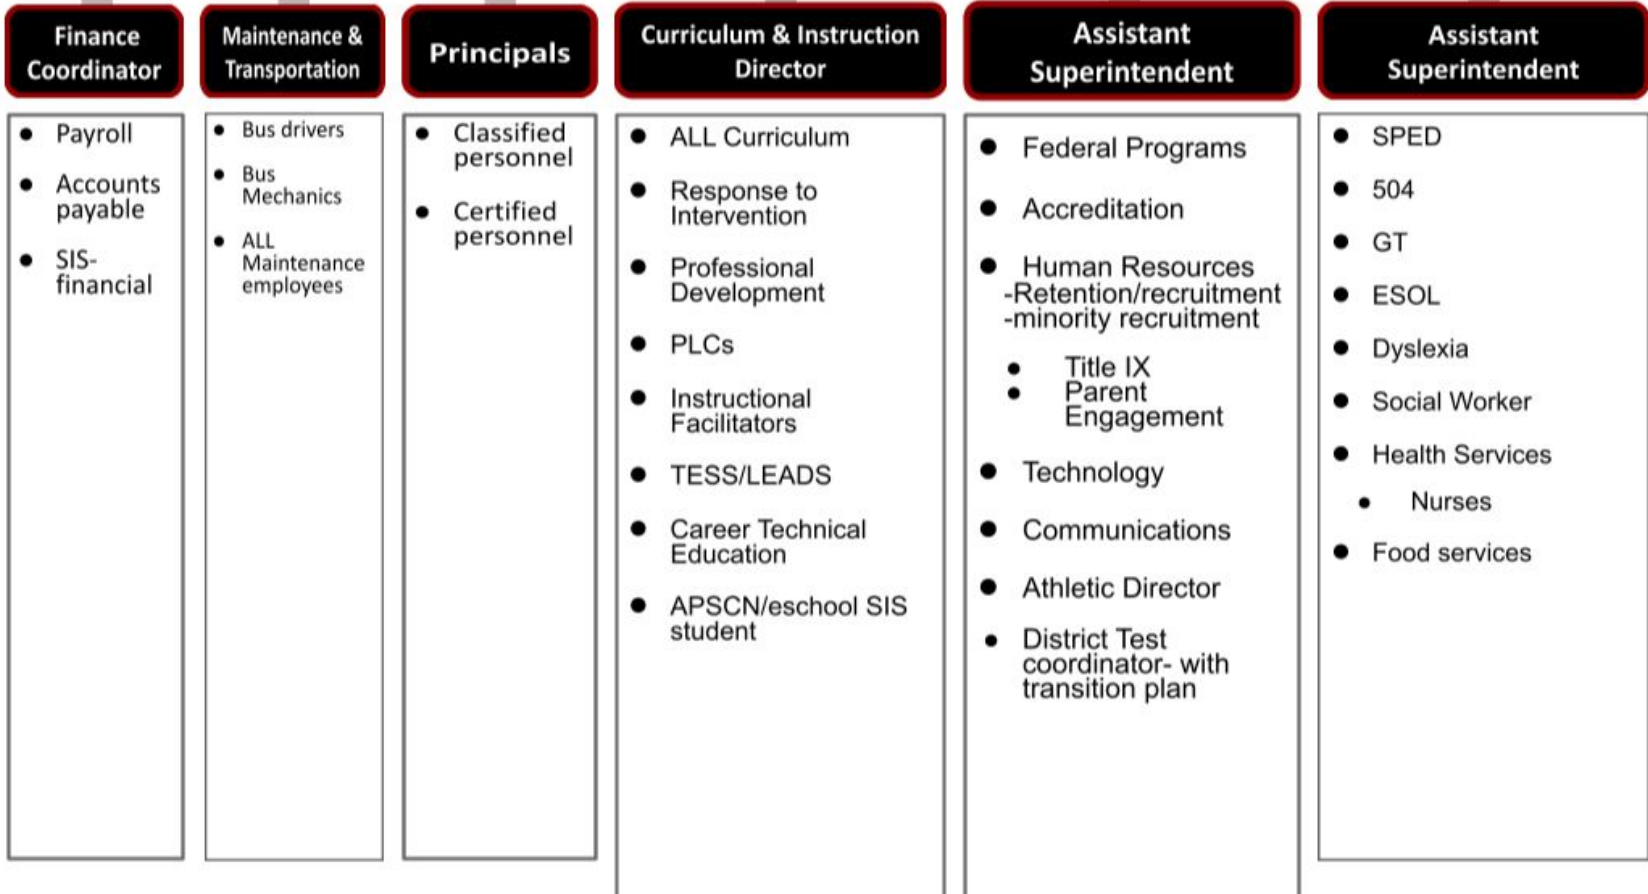 Finance
Coordinator
• Payroll
• Accounts
payable
• SIS-
financial
Maintenance &
Transportation
• Bus drivers
• Bus
Mechanics
• ALL
Maintenance
employees
Principals
• Classified
personnel
• Certified
personnel
Curriculum & Instruction
Director
• ALL Curriculum
• Response to
Intervention
• Professional
Development
• PLCs
• Instructional
Facilitators
• TESS/LEADS
• Career Technical
Education
• APSCN/eschool SIS
student
Assistant
Superintendent
• Federal Programs
• Accreditation
• Human Resources
-Retention/recruitment
-minority recruitment
• Title IX
• Parent
Engagement
• Technology
• Communications
• Athletic Director
• District Test
coordinator- with
transition plan
Assistant
Superintendent
• SPED
• 504
• GT
• ESOL
• Dyslexia
• Social Worker
• Health Services
• Nurses
• Food services